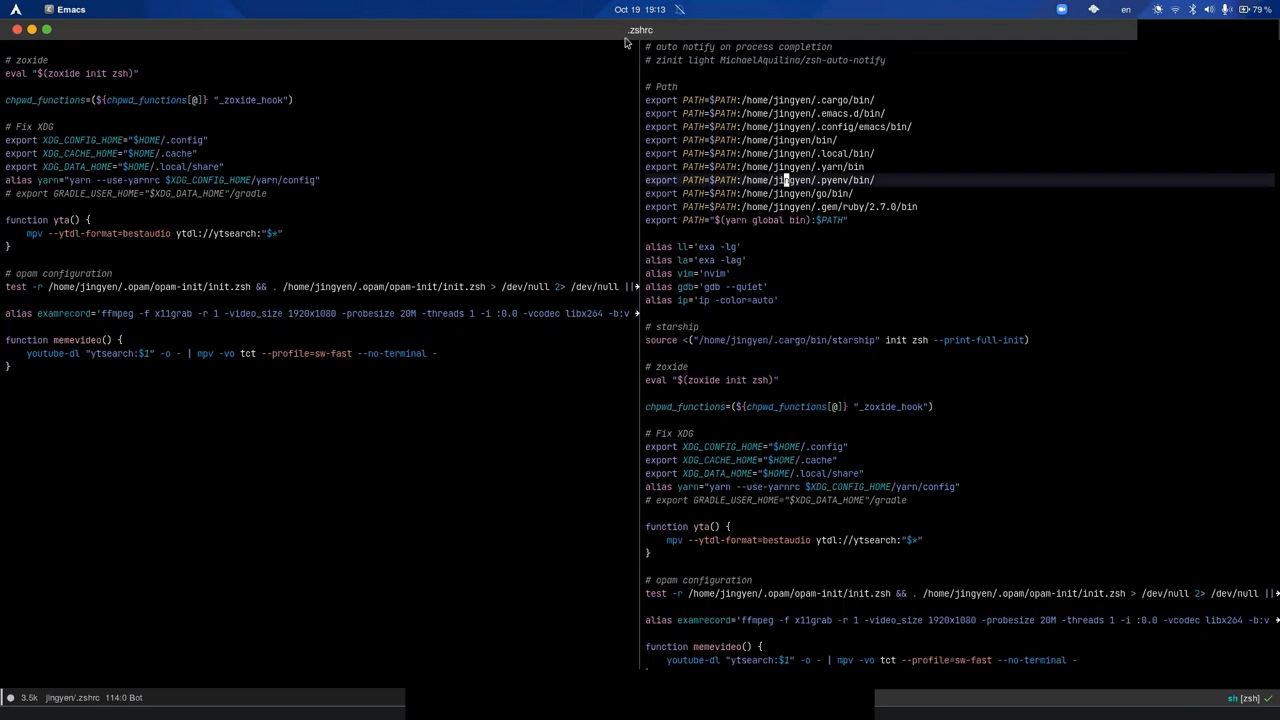 Emacs
Oct 19 19:13
en
79 %
.zshrc
# zoxide
eval "$(zoxide init zsh)"
chpwd_functions=(${chpwd_functions[@]} "_zoxide_hook")
# Fix XDG
export XDG_CONFIG_HOME="$HOME/.config"
export XDG_CACHE_HOME="$HOME/.cache"
export XDG_DATA_HOME="$HOME/.local/share"
alias yarn="yarn --use-yarnrc $XDG_CONFIG_HOME/yarn/config"
# export GRADLE_USER_HOME="$XDG_DATA_HOME"/gradle
function yta() {
mpv --ytdl-format=bestaudio ytdl://ytsearch:"$*"
}
# opam configuration
test -r /home/jingyen/.opam/opam-init/init.zsh && . /home/jingyen/.opam/opam-init/init.zsh > /dev/null 2> /dev/null ||
alias examrecord='ffmpeg -f x11grab -r 1 -video_size 1920x1080 -probesize 20M -threads 1 -i :0.0 -vcodec libx264 -b:v
function memevideo() {
youtube-dl "ytsearch:$1" -o - | mpv -vo tct --profile=sw-fast --no-terminal -
}
# auto notify on process completion
# zinit light MichaelAquilina/zsh-auto-notify
# Path
export PATH=$PATH:/home/jingyen/.cargo/bin/
export PATH=$PATH:/home/jingyen/.emacs.d/bin/
export PATH=$PATH:/home/jingyen/.config/emacs/bin/
export PATH=$PATH:/home/jingyen/bin/
export PATH=$PATH:/home/jingyen/.local/bin/
export PATH=$PATH:/home/jingyen/.yarn/bin
export PATH=$PATH:/home/jingyen/.pyenv/bin/
export PATH=$PATH:/home/jingyen/go/bin/
export PATH=$PATH:/home/jingyen/.gem/ruby/2.7.0/bin
export PATH="$(yarn global bin):$PATH"
alias ll='exa -lg'
alias la='exa -lag'
alias vim='nvim'
alias gdb='gdb --quiet'
alias ip='ip -color=auto'
# starship
source <("/home/jingyen/.cargo/bin/starship" init zsh --print-full-init)
# zoxide
eval "$(zoxide init zsh)"
chpwd_functions=(${chpwd_functions[@]} "_zoxide_hook")
# Fix XDG
export XDG_CONFIG_HOME="$HOME/.config"
export XDG_CACHE_HOME="$HOME/.cache"
export XDG_DATA_HOME="$HOME/.local/share"
alias yarn="yarn --use-yarnrc $XDG_CONFIG_HOME/yarn/config"
# export GRADLE_USER_HOME="$XDG_DATA_HOME"/gradle
function yta() {
mpv --ytdl-format=bestaudio ytdl://ytsearch:"$*"
}
# opam configuration
test -r /home/jingyen/.opam/opam-init/init.zsh && . /home/jingyen/.opam/opam-init/init.zsh > /dev/null 2> /dev/null ||
alias examrecord='ffmpeg -f x11grab -r 1 -video_size 1920x1080 -probesize 20M -threads 1 -i :0.0 -vcodec libx264 -b:v
function memevideo() {
youtube-dl "ytsearch:$1" -o - | mpv -vo tct --profile=sw-fast --no-terminal -
3.5k jingyen/.zshrc 114:0 Bot
sh [zsh]